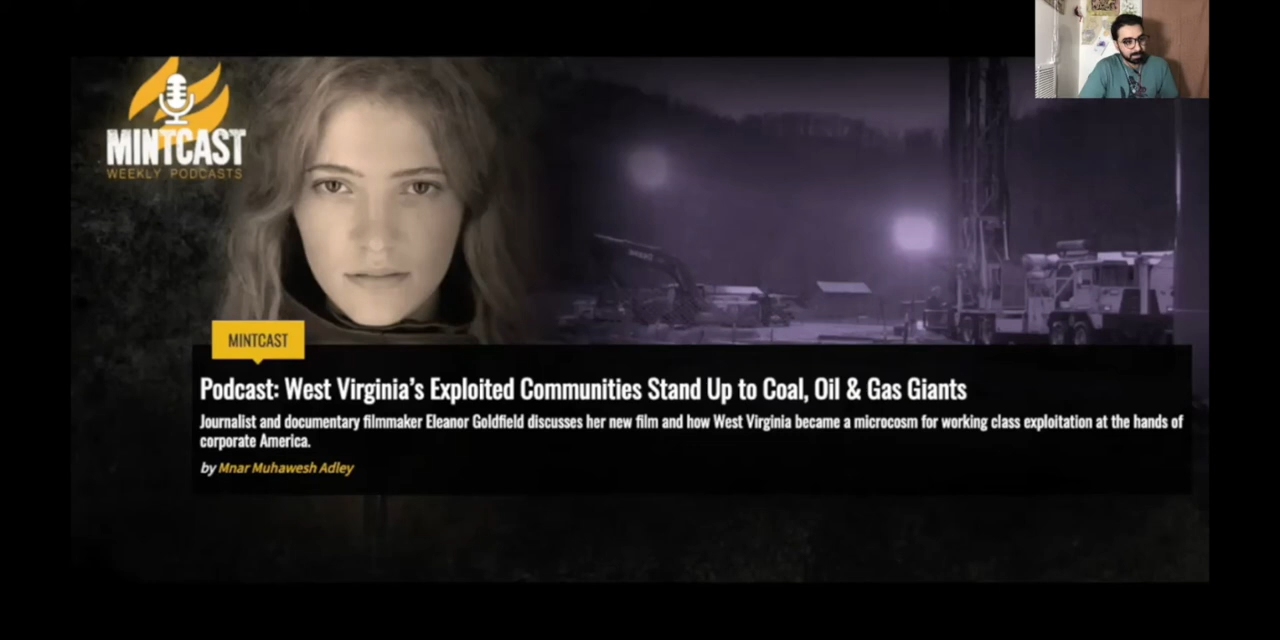 MINTCAST
WEEKLY PODCASTS
MINTCAST
Podcast: West Virginia’s Exploited Communities Stand Up to Coal, Oil & Gas Giants
Journalist and documentary filmmaker Eleanor Goldfield discusses her new film and how West Virginia became a microcosm for working class exploitation at the hands of
corporate America.
by Mnar Muhawesh Adley